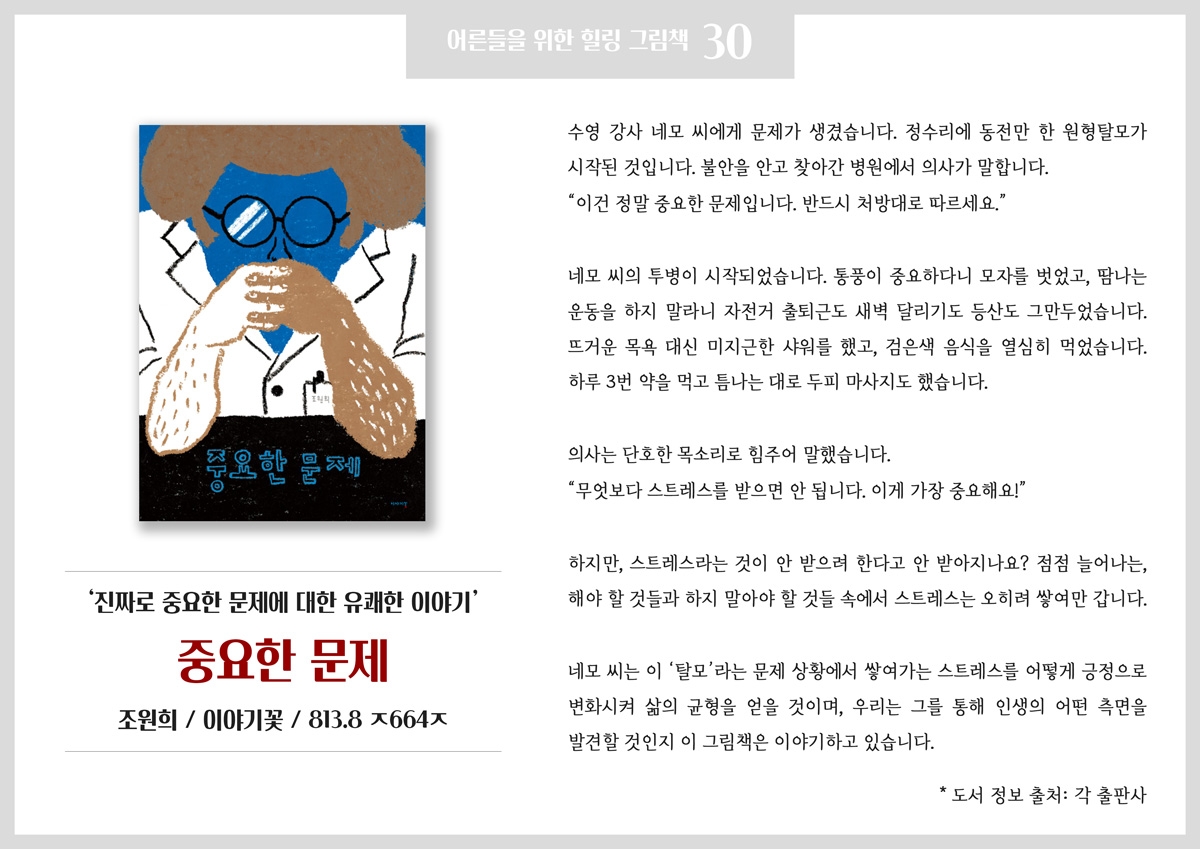 어른들을 위한 힐링 그림책 30
조원희
중요한 문제
이야기꽃
‘진짜로 중요한 문제에 대한 유쾌한 이야기’
중요한 문제
조원희 / 이야기꽃 / 813.8 ㅈ664ㅈ
수영 강사 네모 씨에게 문제가 생겼습니다. 정수리에 동전만 한 원형탈모가
시작된 것입니다. 불안을 안고 찾아간 병원에서 의사가 말합니다.
“이건 정말 중요한 문제입니다. 반드시 처방대로 따르세요.”
네모 씨의 투병이 시작되었습니다. 통풍이 중요하다니 모자를 벗었고, 땀나는
운동을 하지 말라니 자전거 출퇴근도 새벽 달리기도 등산도 그만두었습니다.
뜨거운 목욕 대신 미지근한 샤워를 했고, 검은색 음식을 열심히 먹었습니다.
하루 3번 약을 먹고 틈나는 대로 두피 마사지도 했습니다.
의사는 단호한 목소리로 힘주어 말했습니다.
“무엇보다 스트레스를 받으면 안 됩니다. 이게 가장 중요해요!”
하지만, 스트레스라는 것이 안 받으려 한다고 안 받아지나요? 점점 늘어나는,
해야 할 것들과 하지 말아야 할 것들 속에서 스트레스는 오히려 쌓여만 갑니다.
네모 씨는 이 ‘탈모’라는 문제 상황에서 쌓여가는 스트레스를 어떻게 긍정으로
변화시켜 삶의 균형을 얻을 것이며, 우리는 그를 통해 인생의 어떤 측면을
발견할 것인지 이 그림책은 이야기하고 있습니다.
* 도서 정보 출처: 각 출판사